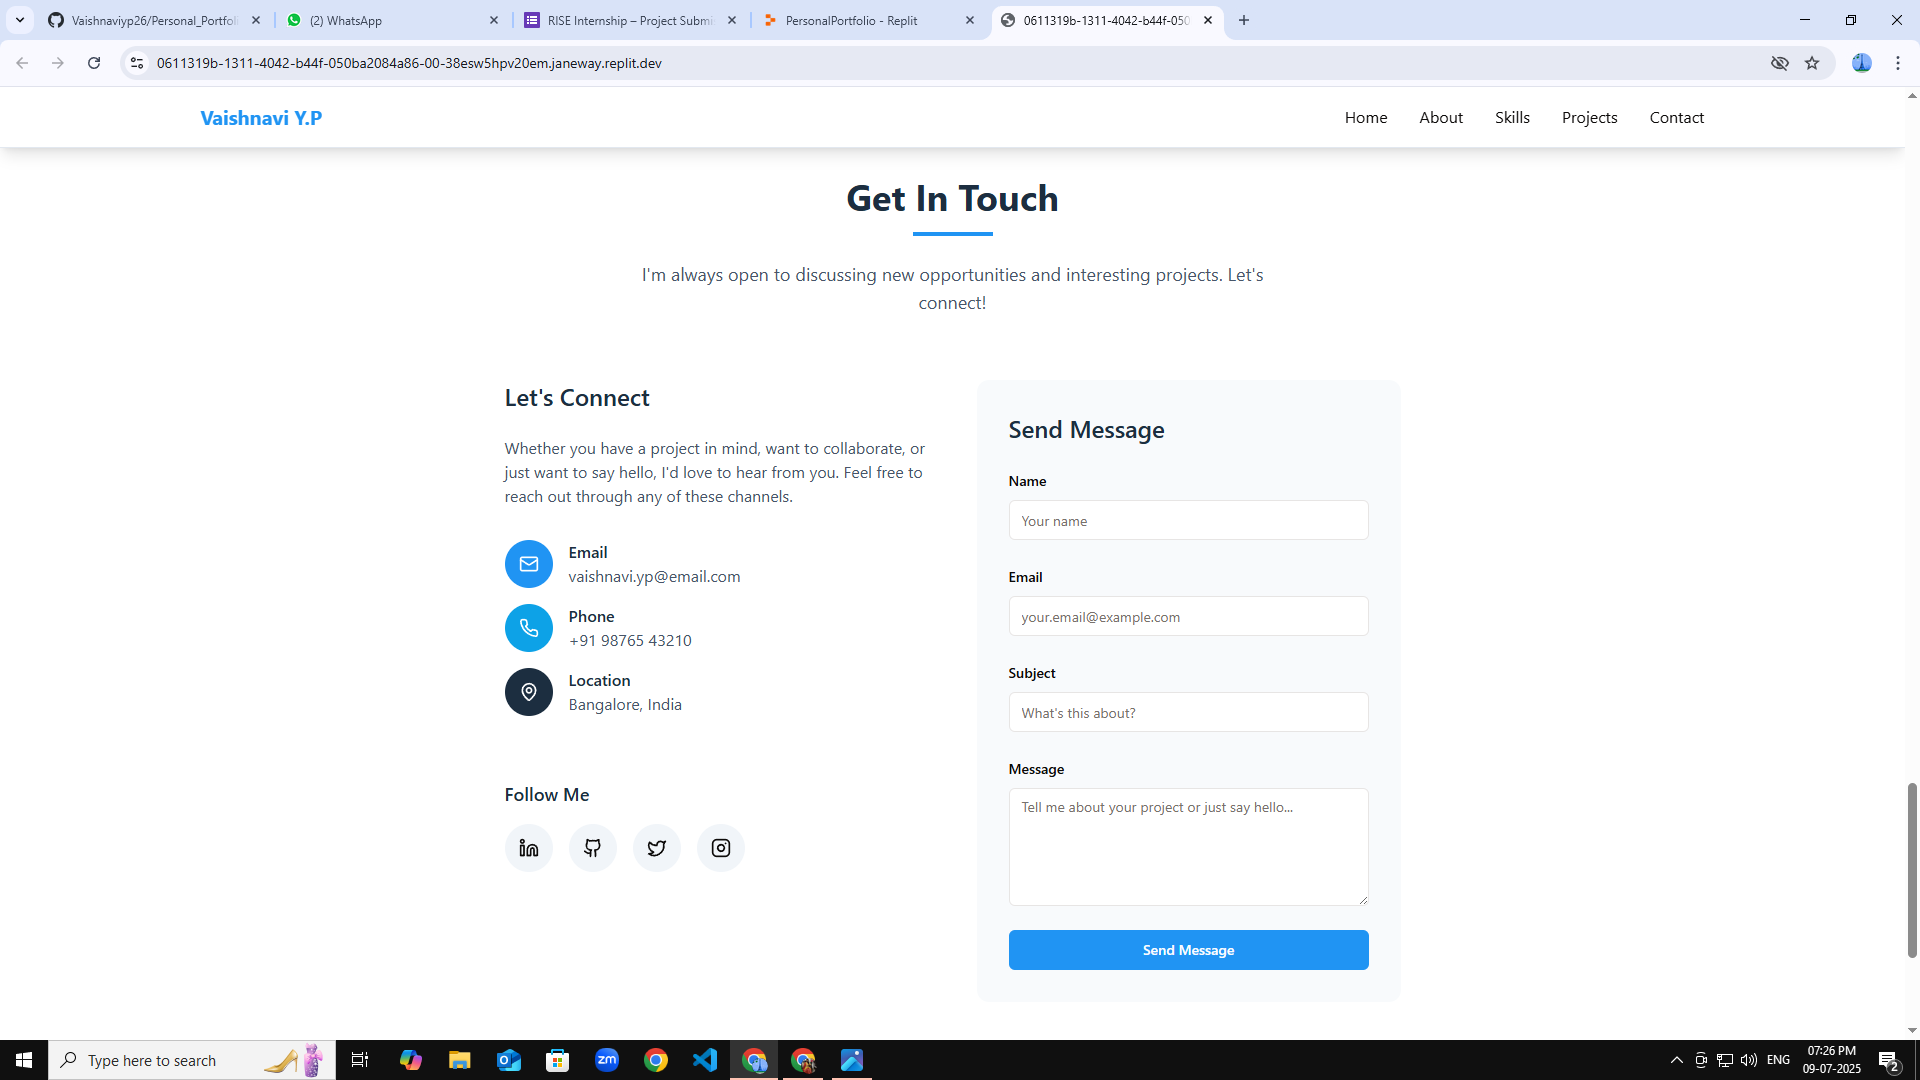 Vaishnaviyp26/Personal_Portfoli
(2) WhatsApp
RISE Internship – Project Submis
PersonalPortfolio - Replit
0611319b-1311-4042-b44f-050
0611319b-1311-4042-b44f-050ba2084a86-00-38esw5hpv20em.janeway.replit.dev
Vaishnavi Y.P
Home
About
Skills
Projects
Contact
Get In Touch
I'm always open to discussing new opportunities and interesting projects. Let's
connect!
Let's Connect
Whether you have a project in mind, want to collaborate, or
just want to say hello, I'd love to hear from you. Feel free to
reach out through any of these channels.
Email
vaishnavi.yp@email.com
Phone
+91 98765 43210
Location
Bangalore, India
Follow Me
Send Message
Name
Your name
Email
your.email@example.com
Subject
What's this about?
Message
Tell me about your project or just say hello...
Send Message
Type here to search
zm
ENG
07:26 PM
09-07-2025
2